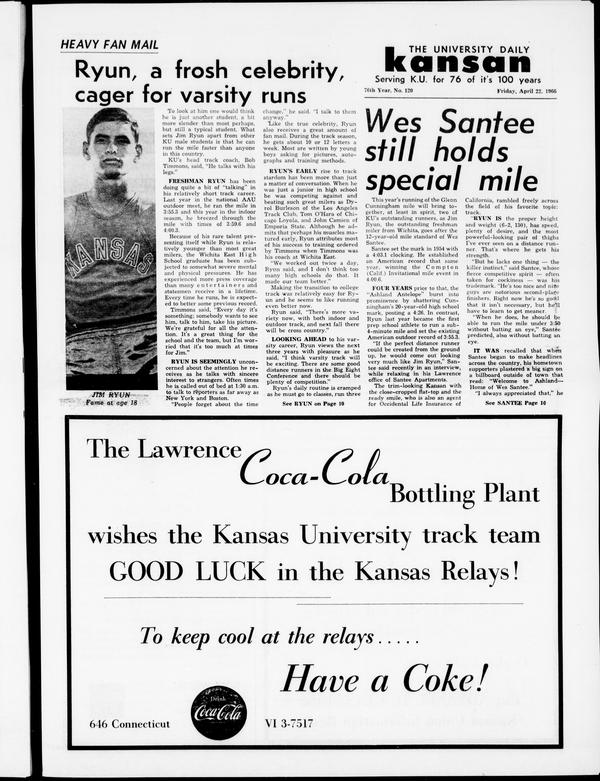 HEAVY FAN MAIL
Ryun, a frosh celebrity,
cager for varsity runs
THE UNIVERSITY DAILY
kansan
Serving K.U. for 76 of it's 100 years
76th Year, No. 120 Friday, April 22, 1966
KANSAS
JIM RYUN
Fame at age 18
To look at him one would think
he is just another student, a bit
more slender than most perhaps,
but still a typical student. What
sets Jim Ryun apart from other
KU male students is that he can
run the mile faster than anyone
in this country.
KU's head track coach, Bob
Timmons, said, "He talks with his
legs."
FRESHMAN RYUN has been
doing quite a bit of "talking" in
his relatively short track career.
Last year in the national AAU
outdoor meet, he ran the mile in
3:55.3 and this year in the indoor
season, he breezed through the
mile with times of 3:59.6 and
4:00.3.
Because of his rare talent pre-
senting itself while Ryun is rela-
tively younger than most great
milers, the Wichita East High
School graduate has been sub-
jected to somewhat severe mental
and physical pressures. He has
experienced more press coverage
than many entertainers and
statesmen receive in a lifetime.
Every time he runs, he is expect-
ed to better some previous record.
Timmons said, "Every day it's
something; somebody wants to see
him, talk to him, take his picture.
We're grateful for all the atten-
tion. It's a great thing for the
school and the team, but I'm wor-
ried that it's too much at times
for Jim."
RYUN IS SEEMINGLY uncon-
cerned about the attention he re-
ceives as he talks with sincere
interest to strangers. Often times
he is called out of bed at 1:30 a.m.
to talk to reporters as far away as
New York and Boston.
"People forget about the time
change," he said. "I talk to them
anyway."
Like the true celebrity, Ryun
also receives a great amount of
fan mail. During the track season,
he gets about 10 or 12 letters a
week. Most are written by young
boys asking for pictures, auto-
graphs and training methods.
RYUN'S EARLY rise to track
stardom has been more than just
a matter of conversation. When he
was just a junior in high school
he was competing against and
beating such great milers as Dy-
rol Burleson of the Los Angeles
Track Club, Tom O'Hara of Chi-
cago Loyola, and John Camien of
Emporia State. Although he ad-
mits that perhaps his muscles ma-
tured early, Ryun attributes most
of his success to training ordered
by Timmons when Timmons was
his coach at Wichita East.
"We worked out twice a day,
Ryun said, and I don't think too
many high schools do that. It
made our team better."
Making the transition to college
track was relatively easy for Ry-
un and he seems to like running
even better now.
Ryun said, "There's more va-
riety now, with both indoor and
outdoor track, and next fall there
will be cross country."
LOOKING AHEAD to his var-
sity career, Ryun views the next
three years with pleasure as he
said, "I think varsity track will
be exciting. There are some good
distance runners in the Big Eight
Conference and there should be
plenty of competition."
Ryun's daily routine is cramped
as he must go to classes, run three
See RYUN on Page 10
Wes Santee
still holds
special mile
This year's running of the Glenn
Cunningham mile will bring to-
gether, at least in spirit, two of
KU's outstanding runners, as Jim
Ryun, the outstanding freshman
miler from Wichita, goes after the
12-year-old mile standard of Wes
Santee.
Santee set the mark in 1954 with
a 4:03.1 clocking. He established
an American record that same
year, winning the Compton
(Calif.) Invitational mile event in
4:00.6.
FOUR YEARS prior to that, the
"Ashland Antelope" burst into
prominence by shattering Cun-
ningham's 20-year-old high school
mark, posting a 4:26. In contrast,
Ryun last year became the first
prep school athlete to run a sub-
4-minute mile and set the existing
American outdoor record of 3:55.3.
"If the perfect distance runner
could be created from the ground
up, he would come out looking
very much like Jim Ryun," San-
tee said recently in an interview,
while relaxing in his Lawrence
office of Santee Apartments.
The trim-looking Kansan with
the close-cropped flat-top and the
ready smile, who is also an agent
for Occidental Life Insurance of
California, rambled freely across
the field of his favorite topic:
track.
RYUN IS the proper height
and weight (6-2, 150), has speed,
plenty of desire, and the most
powerful-looking pair of thighs
I've ever seen on a distance run-
ner. That's where he gets his
strength.
"But he lacks one thing — the
killer instinct," said Santee, whose
fierce competitive spirit — often
taken for cockiness — was his
trademark. "He's too nice and nice
guys are notorious second-place
finishers. Right now he's so good
that it isn't necessary, but he'll
have to learn to get meaner.
"When he does, he should be
able to run the mile under 3:50
without batting an eye," Santee
predicted, also without batting an
eye.
IT WAS recalled that when
Santee began to make headlines
across the country, his hometown
supporters plastered a big sign on
a billboard outside of town that
read: "Welcome to Ashland—
Home of Wes Santee."
"I always appreciated that," he
See SANTEE Page 10
The Lawrence
Coca-Cola
Bottling Plant
wishes the Kansas University track team
GOOD LUCK in the Kansas Relays!
To keep cool at the relays.....
Have a Coke!
646 Connecticut
Drink
Coca-Cola
VI 3-7517